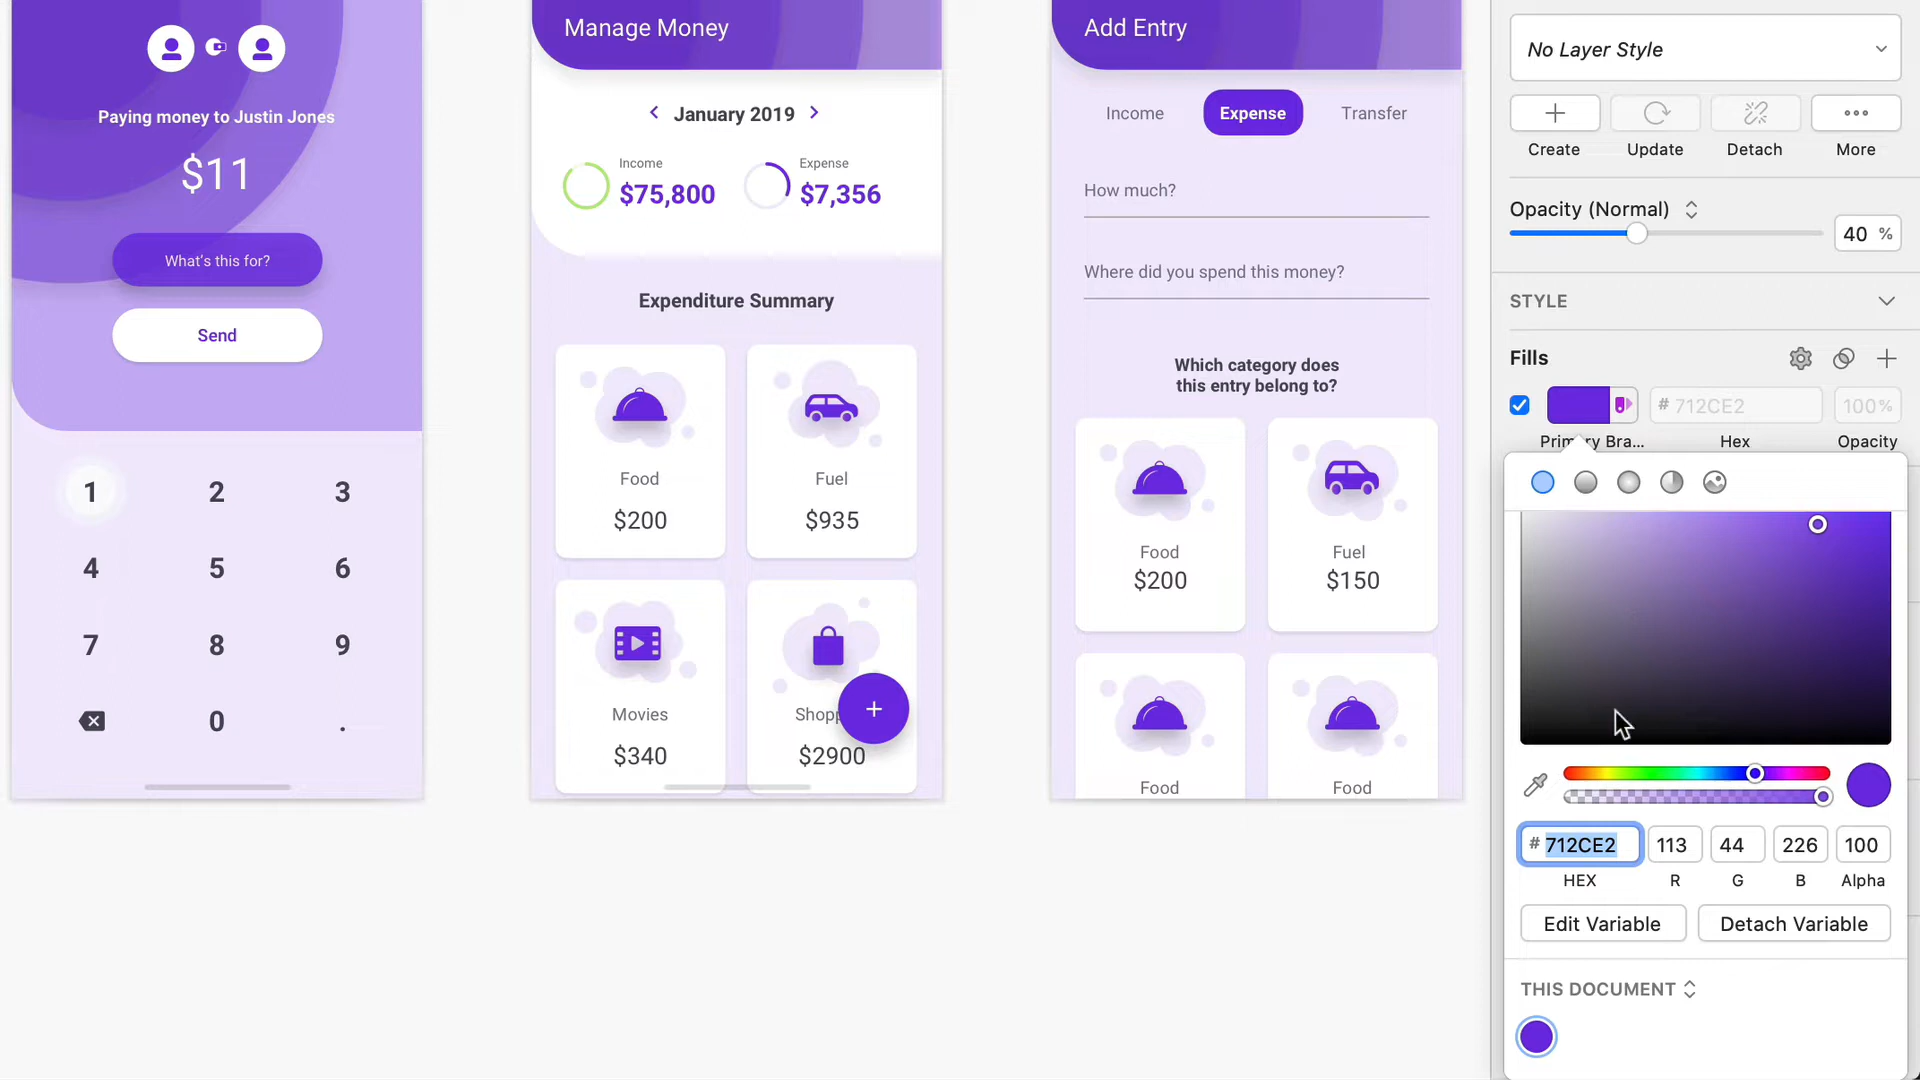 Paying money to Justin Jones
$11
What's this for?
Send
1
2
3
4
5
6
7
8
9
0
.
Manage Money
January 2019
Income
$75,800
Expense
$7,356
Expenditure Summary
Food
$200
Fuel
$935
Movies
$340
$2900
+
Add Entry
Income
Expense
Transfer
How much?
Where did you spend this money?
Which category does
this entry belong to?
Food
$200
Fuel
$150
Food
Food
No Layer Style
Create
Update
Detach
More
Opacity (Normal)
40 %
STYLE
Fills
# 712CE2
100%
Hex
Opacity
# 712CE2
113
44
226
100
HEX
R
G
B
Alpha
Edit Variable
Detach Variable
THIS DOCUMENT